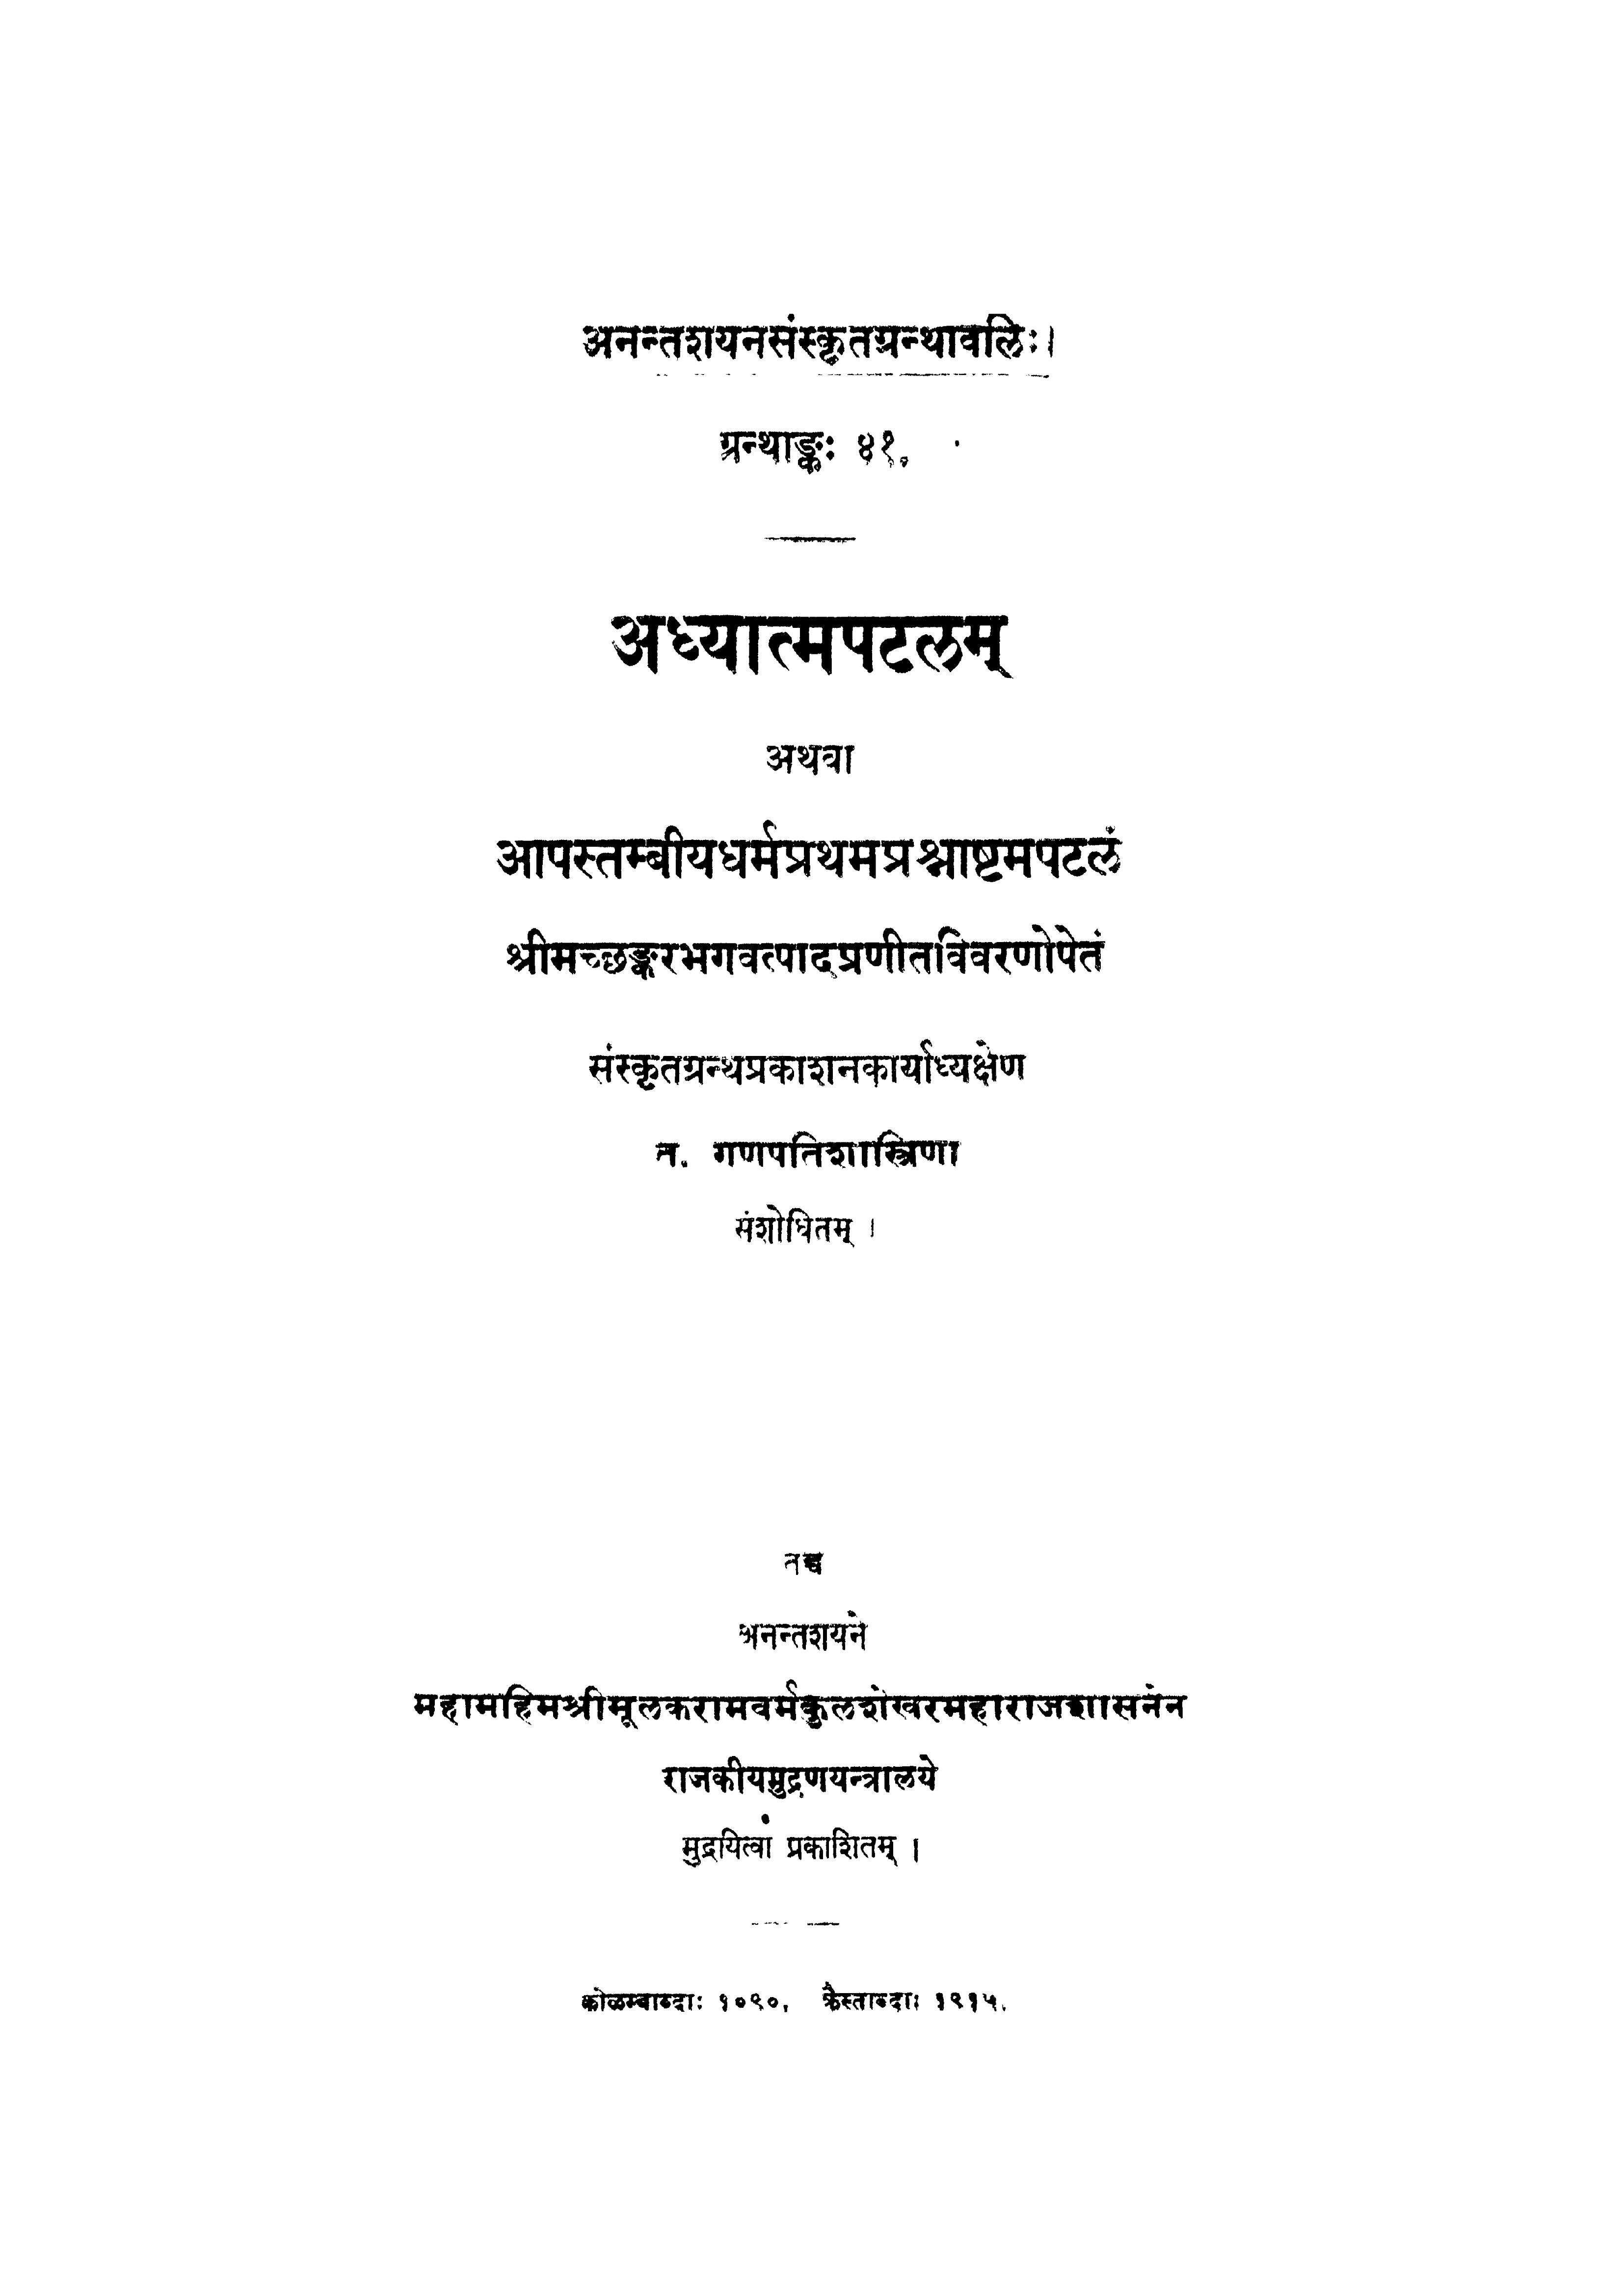 अनन्तशयनसंस्कृतग्रन्थावलिः।
ग्रन्थाङ्कः ४१.
अध्यात्मपटलम्
अथवा
आपस्तम्बीयधर्मप्रथमप्रश्नाष्टमपटलं
श्रीमच्छङ्करभगवत्पादप्रणीतविवरणोपेतं
संस्कृतग्रन्थप्रकाशनकार्याध्यक्षेण
त. गणपतिशास्त्रिणा
संशोधितम् ।
तच्च
अनन्तशयने
महामहिमश्रीमूलकरामवर्मकुलशेखरमहाराजशासनेन
राजकीयमुद्रणयन्त्रालये
मुद्रयित्वा प्रकाशितम् ।
कोळम्बाब्दाः १०९०, क्रैस्ताब्दाः १९१५.